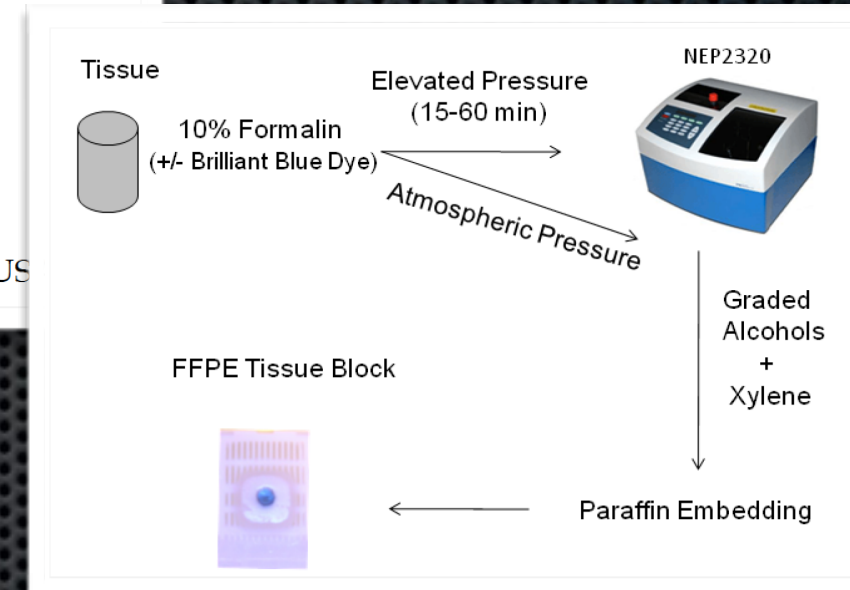 Tissue
NEP2320
Elevated Pressure
(15-60 min)
10% Formalin
(+/- Brilliant Blue Dye)
Atmospheric Pressure
US
Graded
Alcohols
+
Xylene
FFPE Tissue Block
Paraffin Embedding